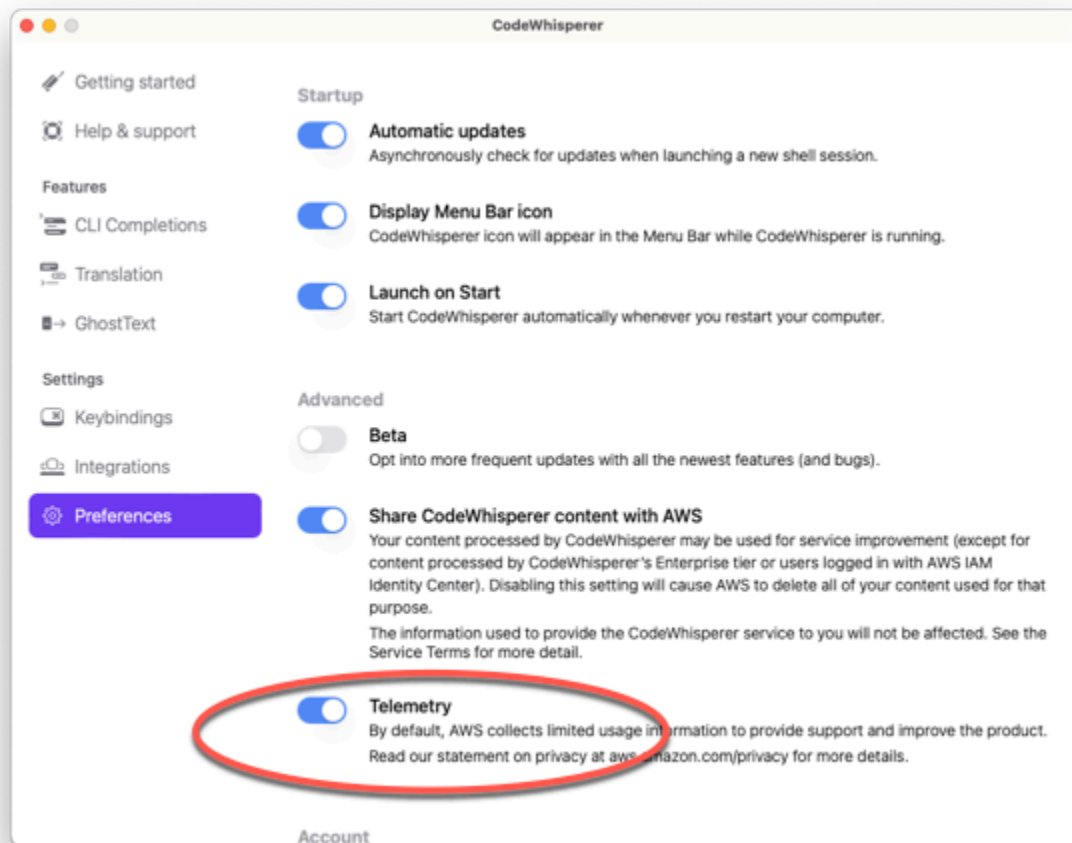 CodeWhisperer
Getting started
Help & support
Features
CLI Completions
Translation
GhostText
Settings
Keybindings
Integrations
Preferences
Startup
Automatic updates
Asynchronously check for updates when launching a new shell session.
Display Menu Bar icon
CodeWhisperer icon will appear in the Menu Bar while CodeWhisperer is running.
Launch on Start
Start CodeWhisperer automatically whenever you restart your computer.
Advanced
Beta
Opt into more frequent updates with all the newest features (and bugs).
Share CodeWhisperer content with AWS
Your content processed by CodeWhisperer may be used for service improvement (except for
content processed by CodeWhisperer's Enterprise tier or users logged in with AWS IAM
Identity Center). Disabling this setting will cause AWS to delete all of your content used for that
purpose.
The information used to provide the CodeWhisperer service to you will not be affected. See the
Service Terms for more detail.
Telemetry
By default, AWS collects limited usage information to provide support and improve the product.
Read our statement on privacy at aws.amazon.com/privacy for more details.
Account